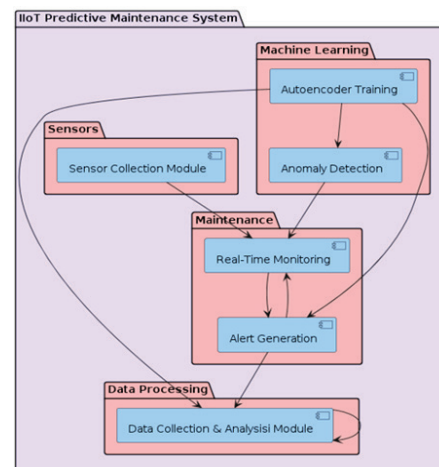 IIoT Predictive Maintenance System
Machine Learning
Autoencoder Training
Sensors
Sensor Collection Module
Anomaly Detection
Maintenance
Real-Time Monitoring
Alert Generation
Data Processing
Data Collection & Analysisi Module